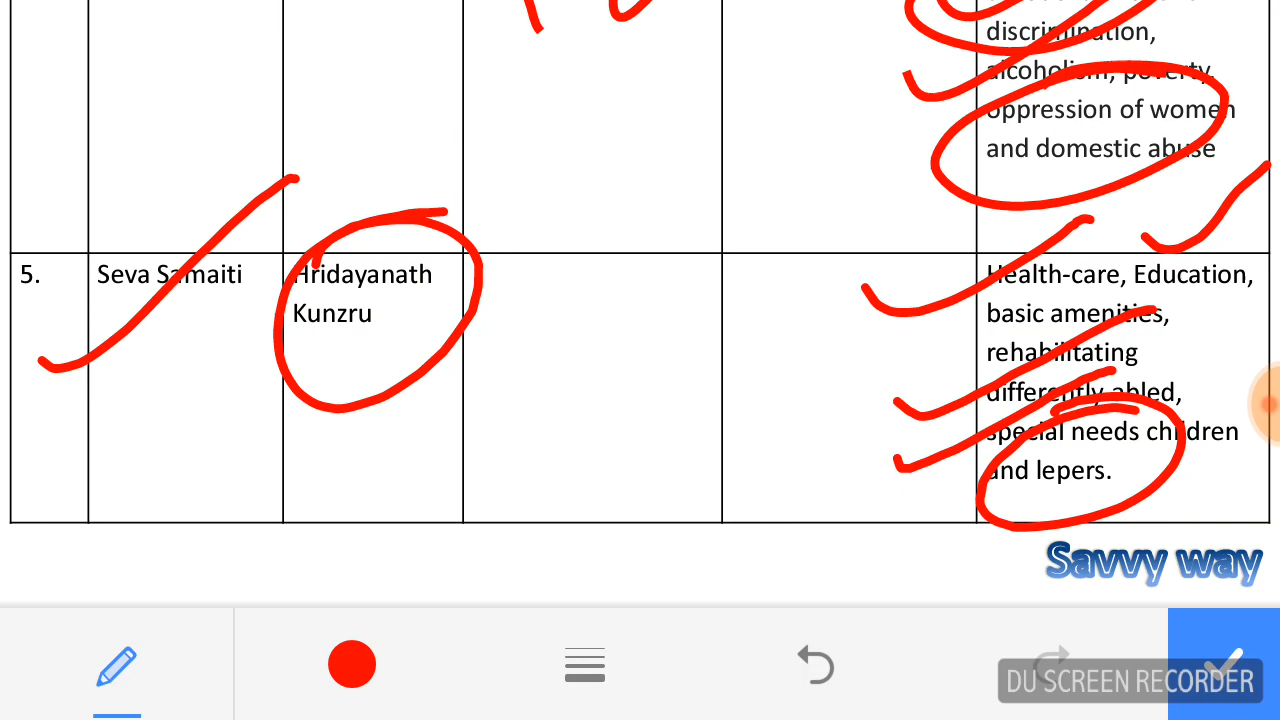 discrimination,
alcoholism, poverty,
oppression of women
and domestic abuse
5. Seva Samaiti Hridayanath Kunzru Health-care, Education,
basic amenities,
rehabilitating
differently abled,
special needs children
and lepers.
Savvy way
DU SCREEN RECORDER